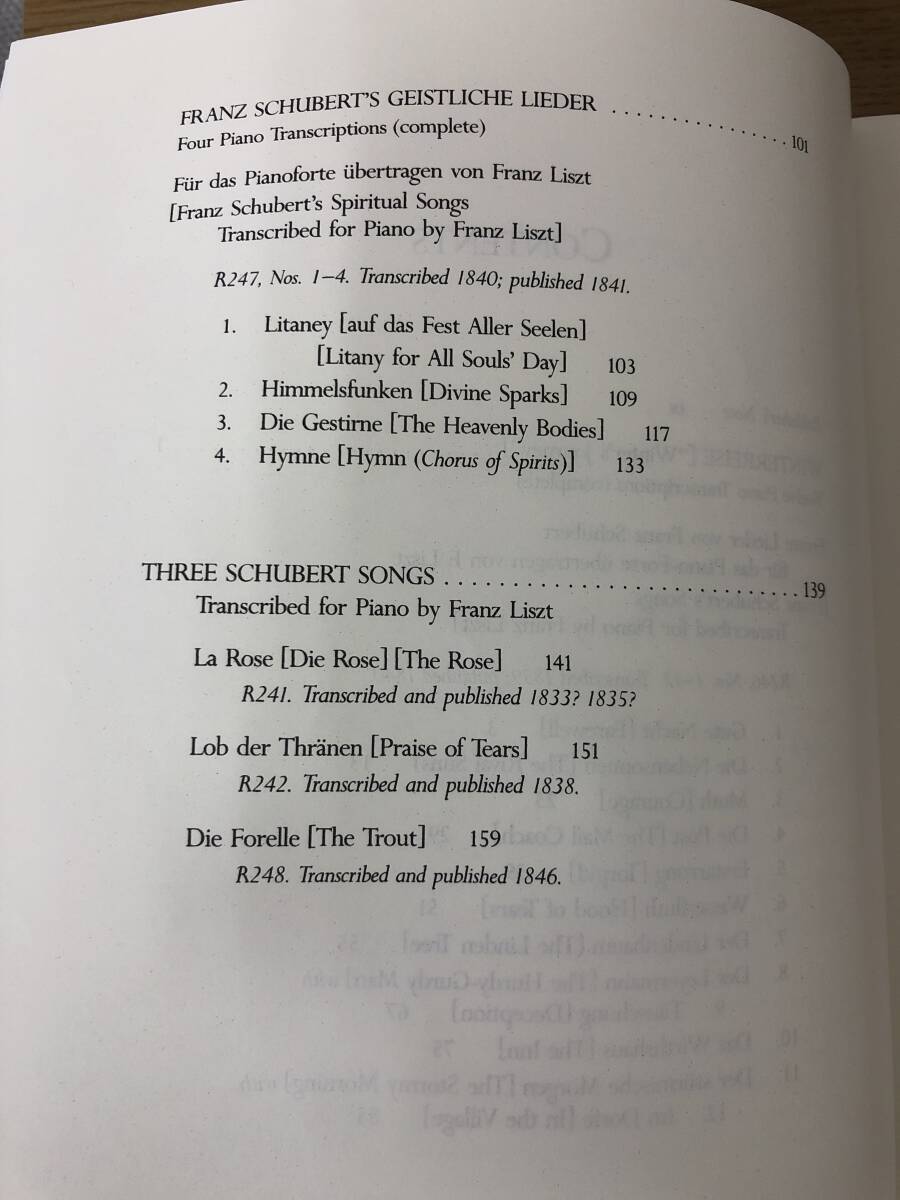 FRANZ SCHUBERT'S GEISTLICHE LIEDER . . . . . . . . . . . . . . . . 101
Four Piano Transcriptions (complete)
Für das Pianoforte übertragen von Franz Liszt
[Franz Schubert's Spiritual Songs
Transcribed for Piano by Franz Liszt]
R247, Nos. 1–4. Transcribed 1840; published 1841.
1. Litaney [auf das Fest Aller Seelen]
[Litany for All Souls' Day] 103
2. Himmelsfunken [Divine Sparks] 109
3. Die Gestirne [The Heavenly Bodies] 117
4. Hymne [Hymn (Chorus of Spirits)] 133
THREE SCHUBERT SONGS . . . . . . . . . . . . . . . . . . . . . . . . . . . . 139
Transcribed for Piano by Franz Liszt
La Rose [Die Rose] [The Rose] 141
R241. Transcribed and published 1833? 1835?
Lob der Thränen [Praise of Tears] 151
R242. Transcribed and published 1838.
Die Forelle [The Trout] 159
R248. Transcribed and published 1846.